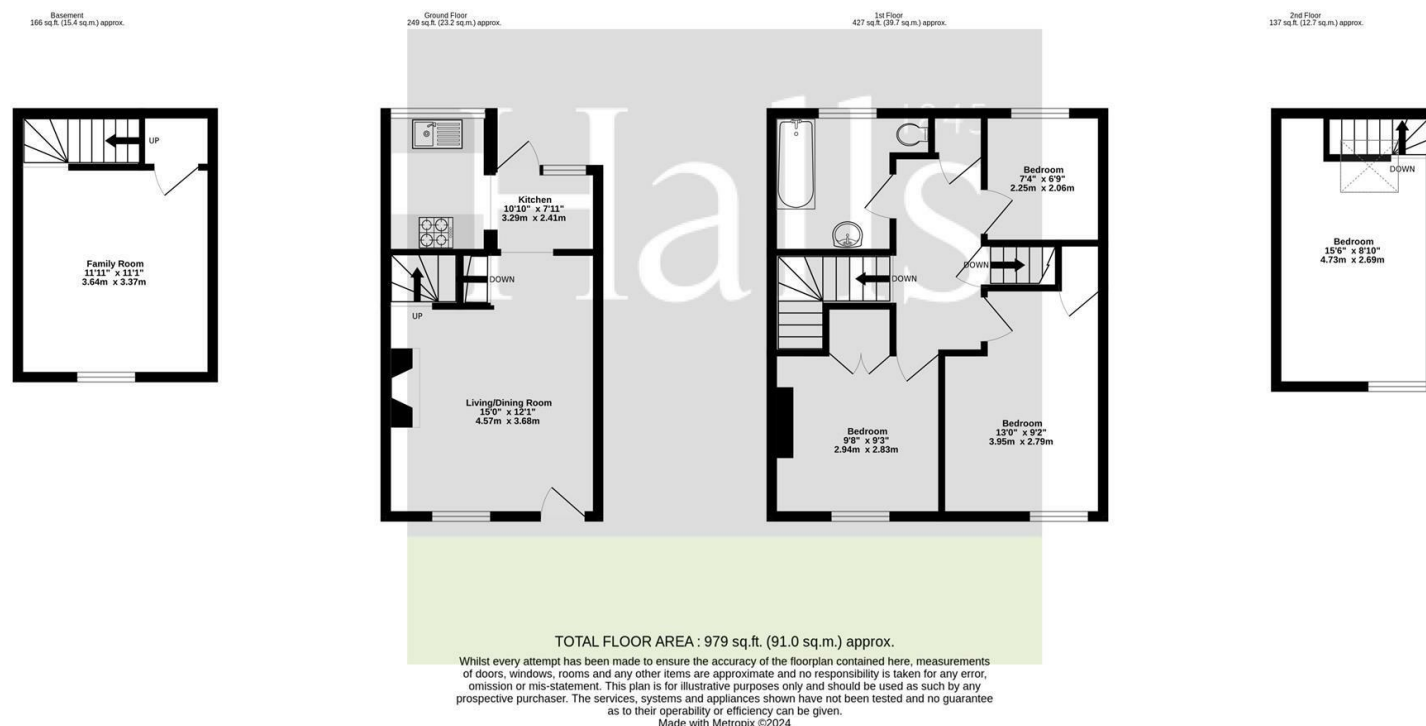 Basement
166 sq.ft. (15.4 sq.m.) approx.
Ground Floor
249 sq.ft. (23.2 sq.m.) approx.
1st Floor
427 sq.ft. (39.7 sq.m.) approx.
2nd Floor
137 sq.ft. (12.7 sq.m.) approx.
Halls
1845
UP
Family Room
11'11" x 11'1"
3.64m x 3.37m
Kitchen
10'10" x 7'11"
3.29m x 2.41m
DOWN
UP
Living/Dining Room
15'0" x 12'1"
4.57m x 3.68m
Bedroom
7'4" x 6'9"
2.25m x 2.06m
DOWN
DOWN
Bedroom
9'8" x 9'3"
2.94m x 2.83m
Bedroom
13'0" x 9'2"
3.95m x 2.79m
DOWN
Bedroom
15'6" x 8'10"
4.73m x 2.69m
TOTAL FLOOR AREA : 979 sq.ft. (91.0 sq.m.) approx.
Whilst every attempt has been made to ensure the accuracy of the floorplan contained here, measurements
of doors, windows, rooms and any other items are approximate and no responsibility is taken for any error,
omission or mis-statement. This plan is for illustrative purposes only and should be used as such by any
prospective purchaser. The services, systems and appliances shown have not been tested and no guarantee
as to their operability or efficiency can be given.
Made with Metropix ©2024